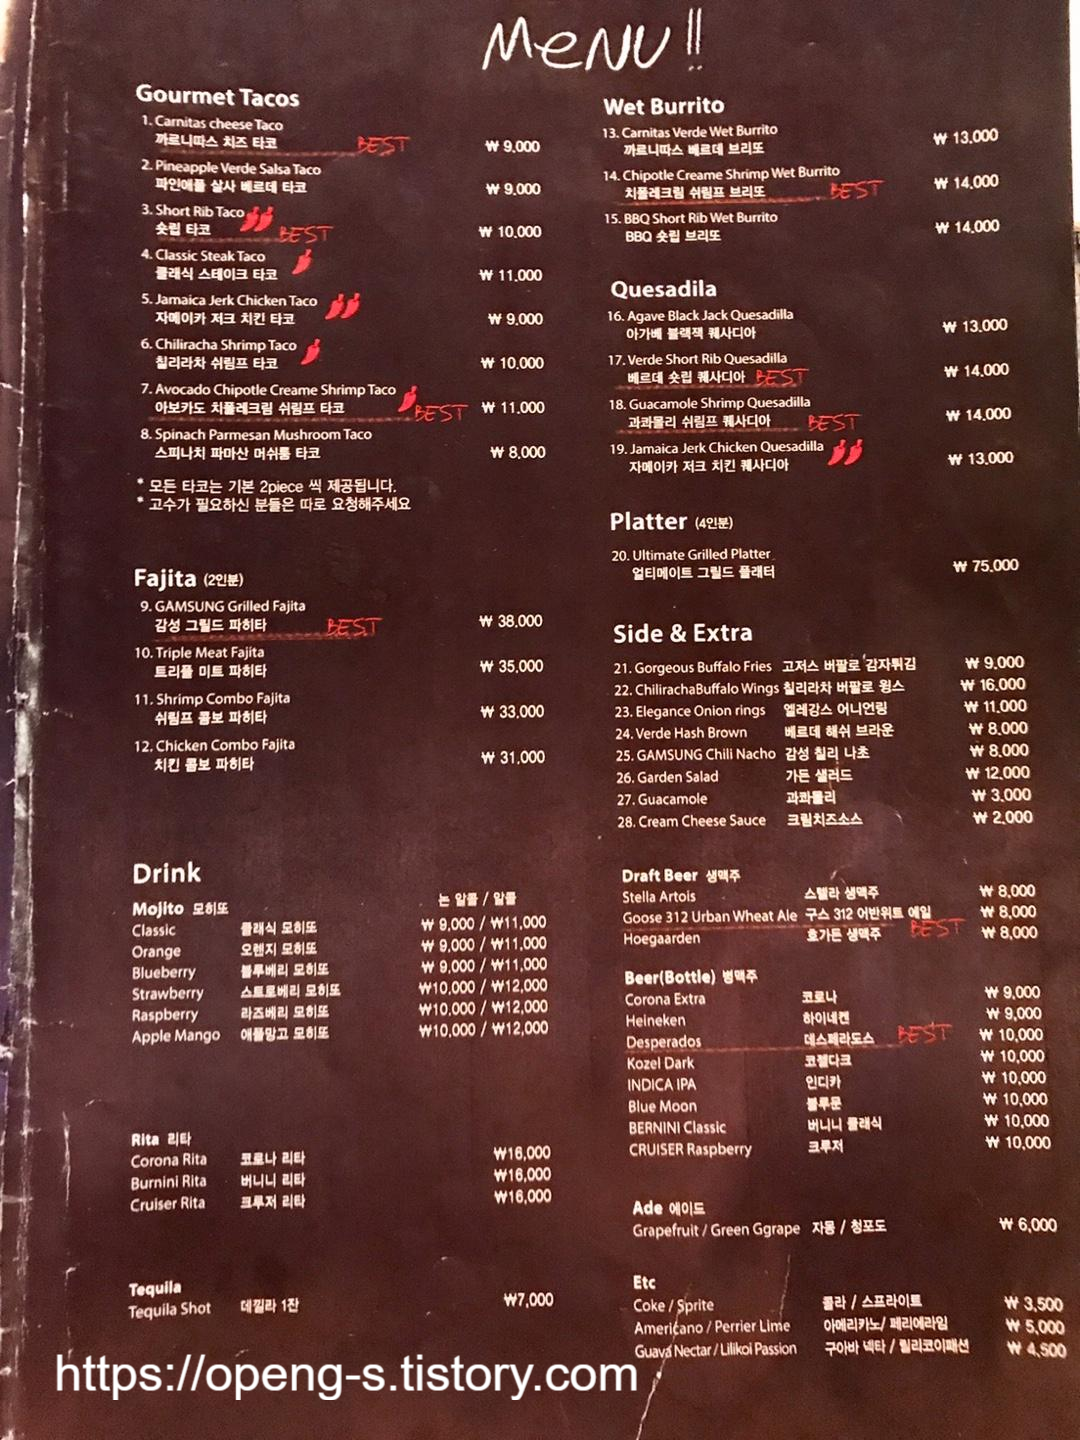 MENU!!
Gourmet Tacos
1. Carnitas cheese Taco
까르니따스 치즈 타코 BEST ₩ 9,000
2. Pineapple Verde Salsa Taco
파인애플 살사 베르데 타코 ₩ 9,000
3. Short Rib Taco
숏립 타코 BEST ₩ 10,000
4. Classic Steak Taco
클래식 스테이크 타코 ₩ 11,000
5. Jamaica Jerk Chicken Taco
자메이카 저크 치킨 타코 ₩ 9,000
6. Chiliracha Shrimp Taco
칠리라차 쉬림프 타코 ₩ 10,000
7. Avocado Chipotle Creame Shrimp Taco
아보카도 치폴레크림 쉬림프 타코 BEST ₩ 11,000
8. Spinach Parmesan Mushroom Taco
스피나치 파마산 머쉬룸 타코 ₩ 8,000
* 모든 타코는 기본 2piece 씩 제공됩니다.
* 고수가 필요하신 분들은 따로 요청해주세요
Fajita (2인분)
9. GAMSUNG Grilled Fajita
감성 그릴드 파히타 BEST ₩ 38,000
10. Triple Meat Fajita
트리플 미트 파히타 ₩ 35,000
11. Shrimp Combo Fajita
쉬림프 콤보 파히타 ₩ 33,000
12. Chicken Combo Fajita
치킨 콤보 파히타 ₩ 31,000
Drink
Mojito 모히또 논 알콜 / 알콜
Classic 클래식 모히또 ₩ 9,000 / ₩11,000
Orange 오렌지 모히또 ₩ 9,000 / ₩11,000
Blueberry 블루베리 모히또 ₩ 9,000 / ₩11,000
Strawberry 스트로베리 모히또 ₩10,000 / ₩12,000
Raspberry 라즈베리 모히또 ₩10,000 / ₩12,000
Apple Mango 애플망고 모히또 ₩10,000 / ₩12,000
Rita 리타
Corona Rita 코로나 리타 ₩16,000
Burnini Rita 버니니 리타 ₩16,000
Cruiser Rita 크루저 리타 ₩16,000
Tequila
Tequila Shot 데낄라 1잔 ₩7,000
Wet Burrito
13. Carnitas Verde Wet Burrito
까르니따스 베르데 브리또 ₩ 13,000
14. Chipotle Creame Shrimp Wet Burrito
치폴레크림 쉬림프 브리또 BEST ₩ 14,000
15. BBQ Short Rib Wet Burrito
BBQ 숏립 브리또 ₩ 14,000
Quesadila
16. Agave Black Jack Quesadilla
아가베 블랙잭 퀘사디아 ₩ 13,000
17. Verde Short Rib Quesadilla
베르데 숏립 퀘사디아 BEST ₩ 14,000
18. Guacamole Shrimp Quesadilla
과콰몰리 쉬림프 퀘사디아 BEST ₩ 14,000
19. Jamaica Jerk Chicken Quesadilla
자메이카 저크 치킨 퀘사디아 ₩ 13,000
Platter (4인분)
20. Ultimate Grilled Platter
얼티메이트 그릴드 플래터 ₩ 75,000
Side & Extra
21. Gorgeous Buffalo Fries 고저스 버팔로 감자튀김 ₩ 9,000
22. ChilirachaBuffalo Wings 칠리라차 버팔로 윙스 ₩ 16,000
23. Elegance Onion rings 엘레강스 어니언링 ₩ 11,000
24. Verde Hash Brown 베르데 해쉬 브라운 ₩ 8,000
25. GAMSUNG Chili Nacho 감성 칠리 나초 ₩ 8,000
26. Garden Salad 가든 샐러드 ₩ 12,000
27. Guacamole 과콰몰리 ₩ 3,000
28. Cream Cheese Sauce 크림치즈소스 ₩ 2,000
Draft Beer 생맥주
Stella Artois 스텔라 생맥주 ₩ 8,000
Goose 312 Urban Wheat Ale 구스 312 어반위트 에일 BEST ₩ 8,000
Hoegaarden 호가든 생맥주 ₩ 8,000
Beer(Bottle) 병맥주
Corona Extra 코로나 ₩ 9,000
Heineken 하이네켄 ₩ 9,000
Desperados 데스페라도스 BEST ₩ 10,000
Kozel Dark 코젤다크 ₩ 10,000
INDICA IPA 인디카 ₩ 10,000
Blue Moon 블루문 ₩ 10,000
BERNINI Classic 버니니 클래식 ₩ 10,000
CRUISER Raspberry 크루저 ₩ 10,000
Ade 에이드
Grapefruit / Green Ggrape 자몽 / 청포도 ₩ 6,000
Etc
Coke / Sprite 콜라 / 스프라이트 ₩ 3,500
Americano / Perrier Lime 아메리카노/ 페리에라임 ₩ 5,000
Guava Nectar / Lilikoi Passion 구아바 넥타 / 릴리코이패션 ₩ 4,500
https://openg-s.tistory.com